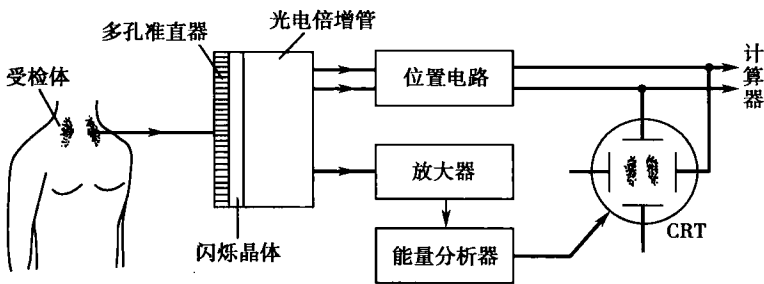 光电倍增管
多孔准直器
受检体
位置电路
计算器
放大器
闪烁晶体
能量分析器
CRT